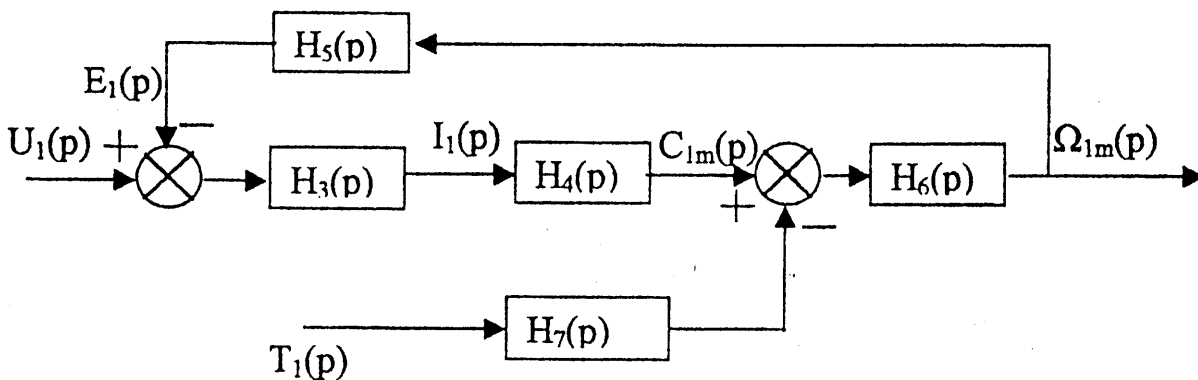 H₅(p)
E₁(p)
U₁(p) + −
H₃(p)
I₁(p)
H₄(p)
C₁ₘ(p)
+ −
H₆(p)
Ω₁ₘ(p)
H₇(p)
T₁(p)